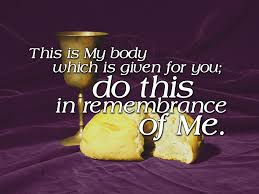 This is My body
which is given for you;
do this
in remembrance
of Me.